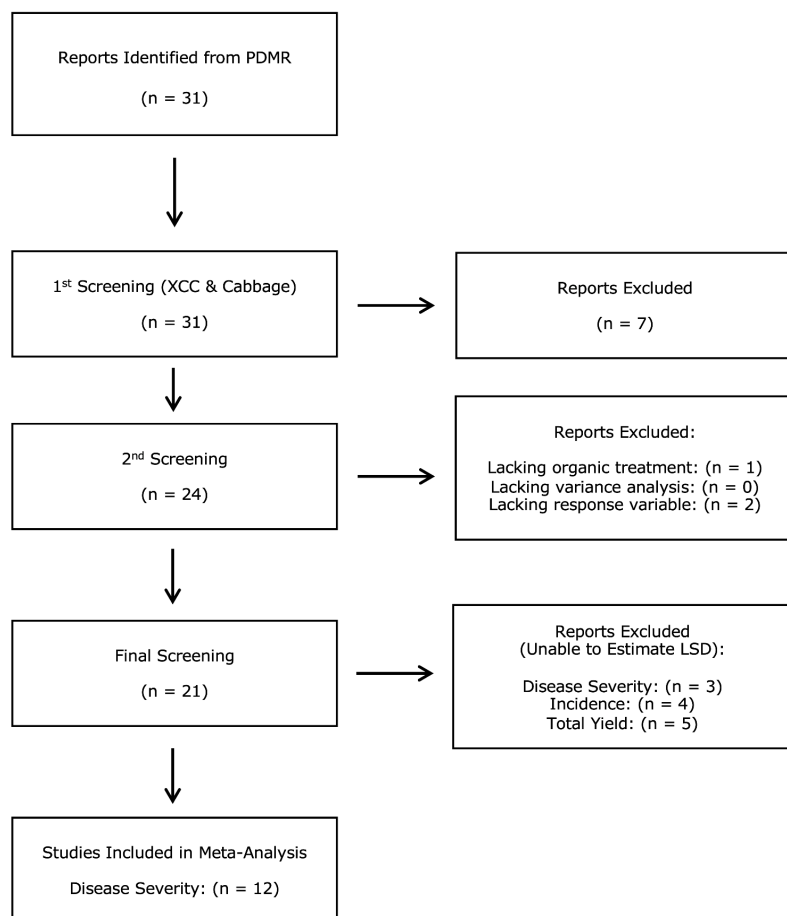 Reports Identified from PDMR
(n = 31)
1st Screening (XCC & Cabbage)
(n = 31)
Reports Excluded
(n = 7)
2nd Screening
(n = 24)
Reports Excluded:
Lacking organic treatment: (n = 1)
Lacking variance analysis: (n = 0)
Lacking response variable: (n = 2)
Final Screening
(n = 21)
Reports Excluded
(Unable to Estimate LSD):
Disease Severity: (n = 3)
Incidence: (n = 4)
Total Yield: (n = 5)
Studies Included in Meta-Analysis
Disease Severity: (n = 12)